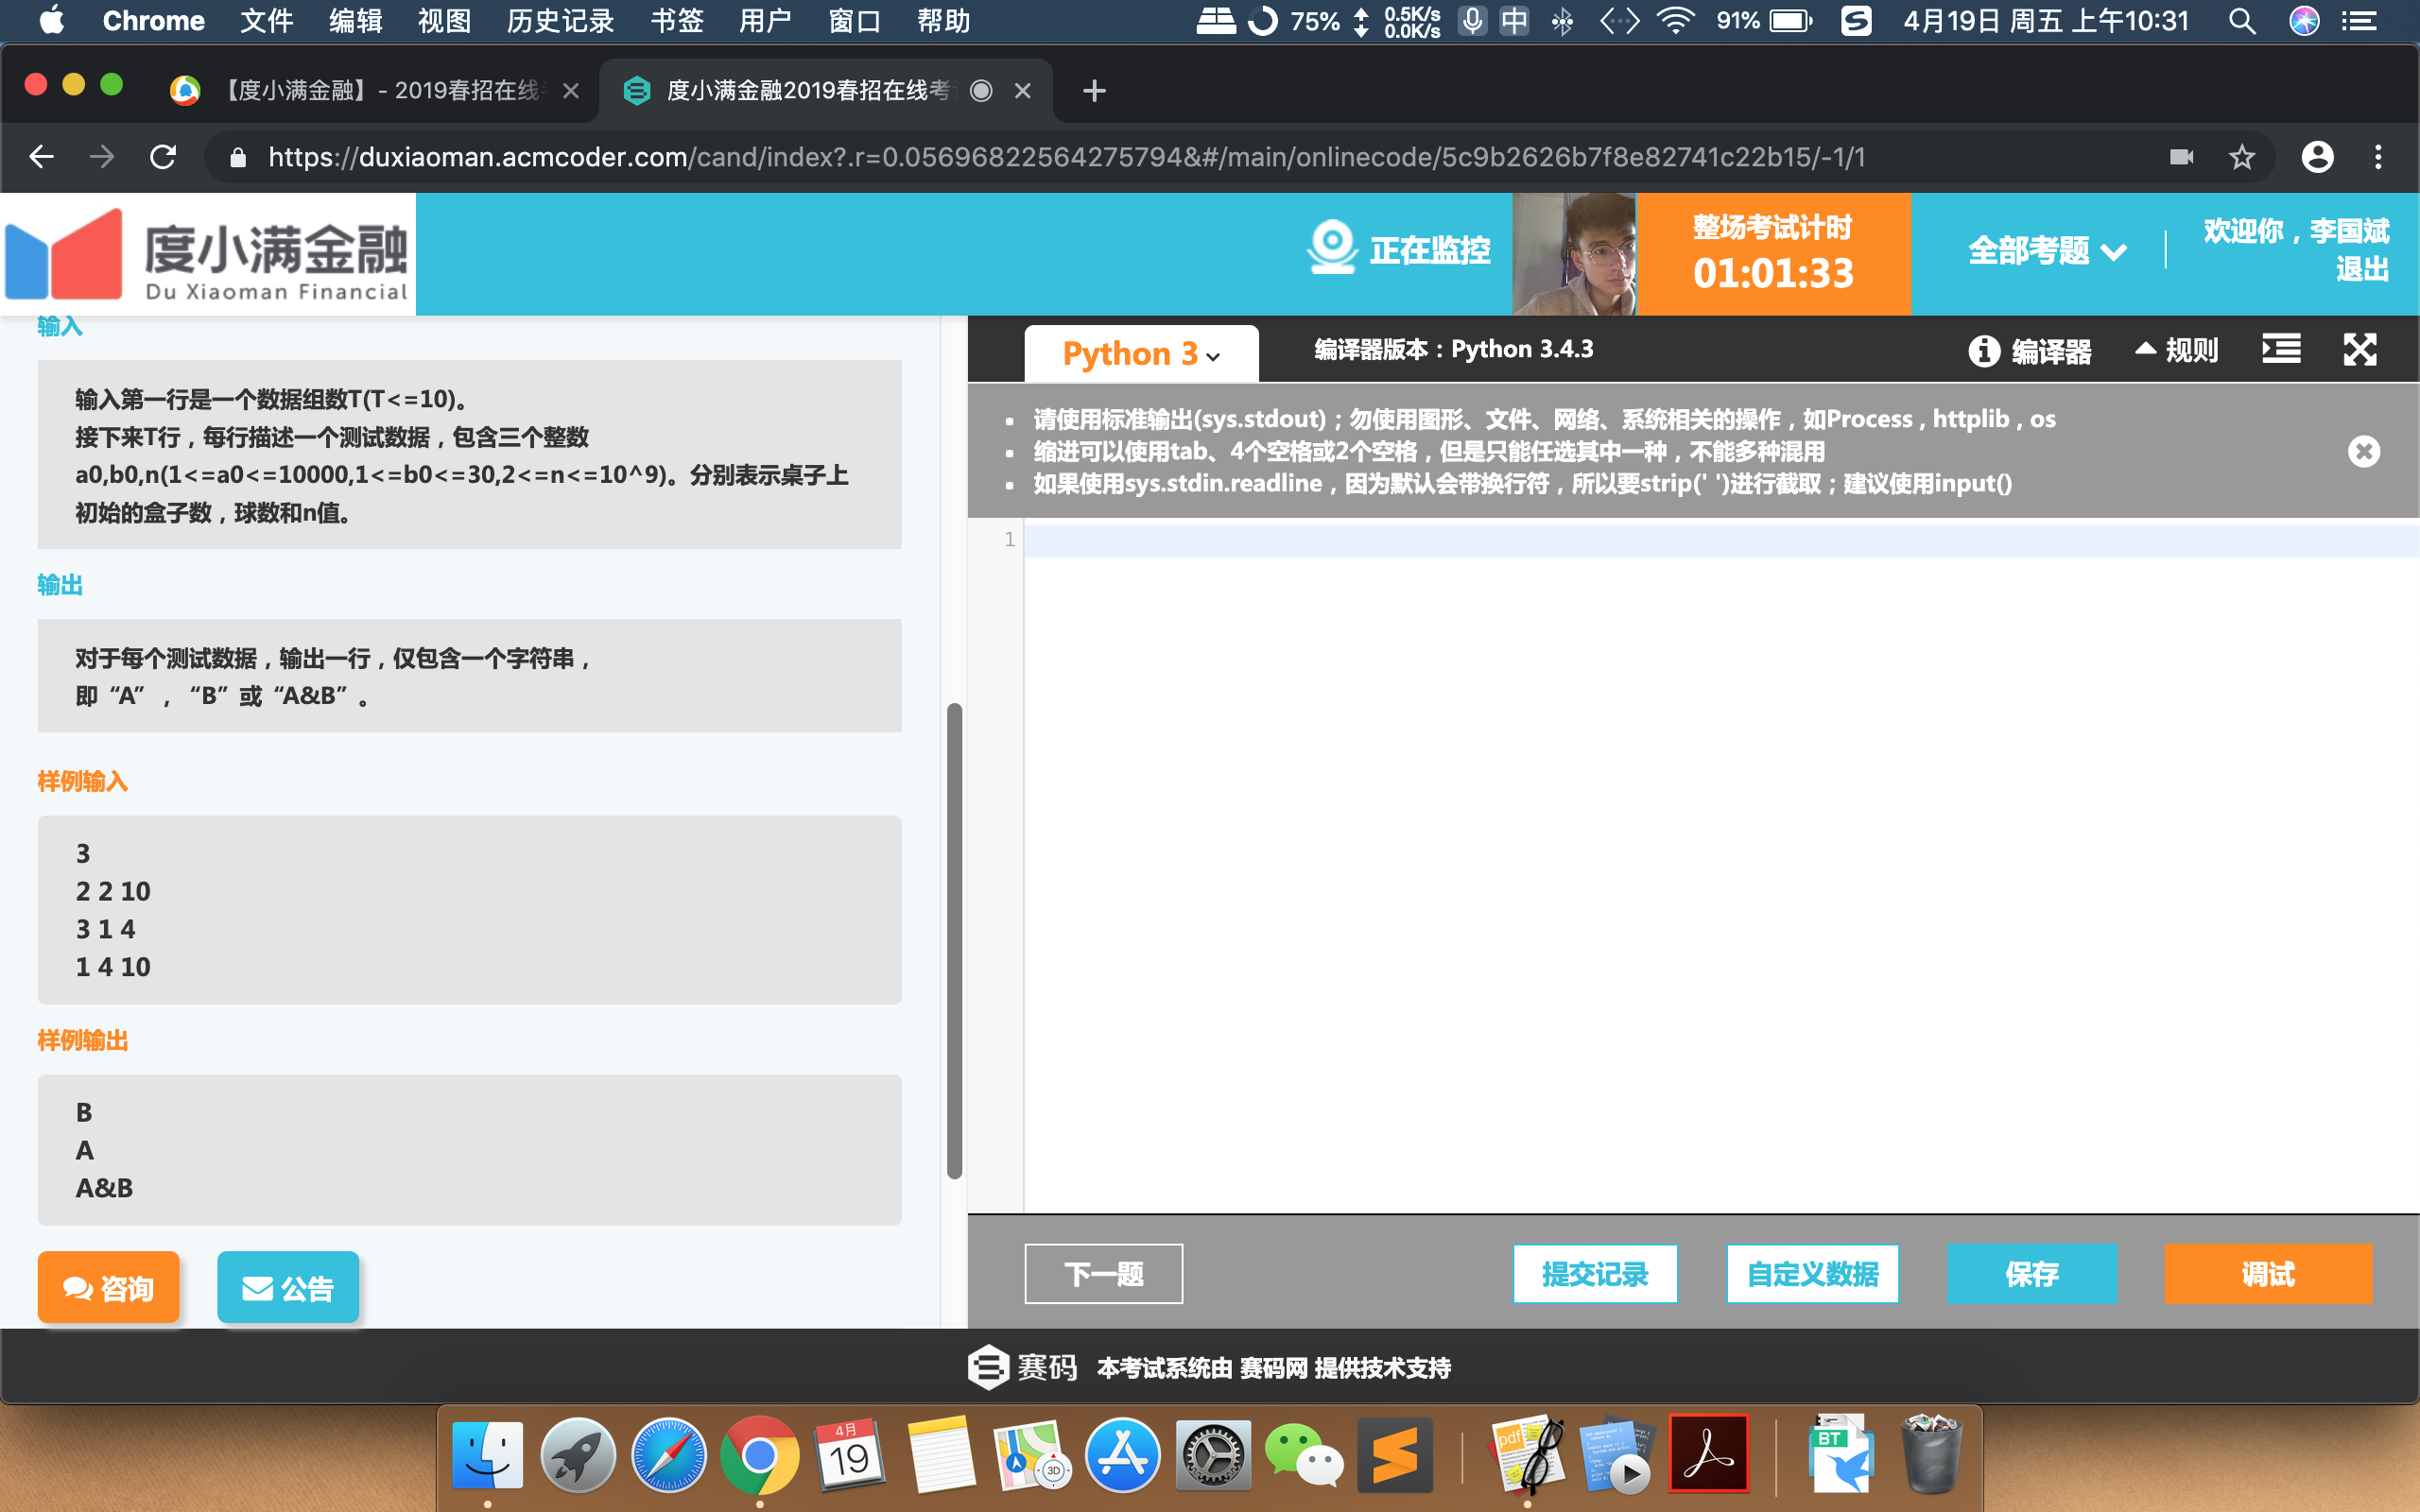 Chrome 文件 编辑 视图 历史记录 书签 用户 窗口 帮助 75% 0.5K/s 0.0K/s 中 91% 4月19日 周五 上午10:31
【度小满金融】- 2019春招在线 度小满金融2019春招在线考
https://duxiaoman.acmcoder.com/cand/index?.r=0.05696822564275794&#/main/onlinecode/5c9b2626b7f8e82741c22b15/-1/1
度小满金融
Du Xiaoman Financial
正在监控
整场考试计时
01:01:33
全部考题
欢迎你，李国斌
退出
输入
输入第一行是一个数据组数T(T<=10)。
接下来T行，每行描述一个测试数据，包含三个整数
a0,b0,n(1<=a0<=10000,1<=b0<=30,2<=n<=10^9)。分别表示桌子上
初始的盒子数，球数和n值。
输出
对于每个测试数据，输出一行，仅包含一个字符串，
即“A”，“B”或“A&B”。
样例输入
3
2 2 10
3 1 4
1 4 10
样例输出
B
A
A&B
咨询 公告
Python 3 编译器版本：Python 3.4.3 编译器 规则
请使用标准输出(sys.stdout)；勿使用图形、文件、网络、系统相关的操作，如Process , httplib , os
缩进可以使用tab、4个空格或2个空格，但是只能任选其中一种，不能多种混用
如果使用sys.stdin.readline，因为默认会带换行符，所以要strip(' ')进行截取；建议使用input()
1
下一题 提交记录 自定义数据 保存 调试
赛码 本考试系统由 赛码网 提供技术支持
4月
19
3D
pdf
BT